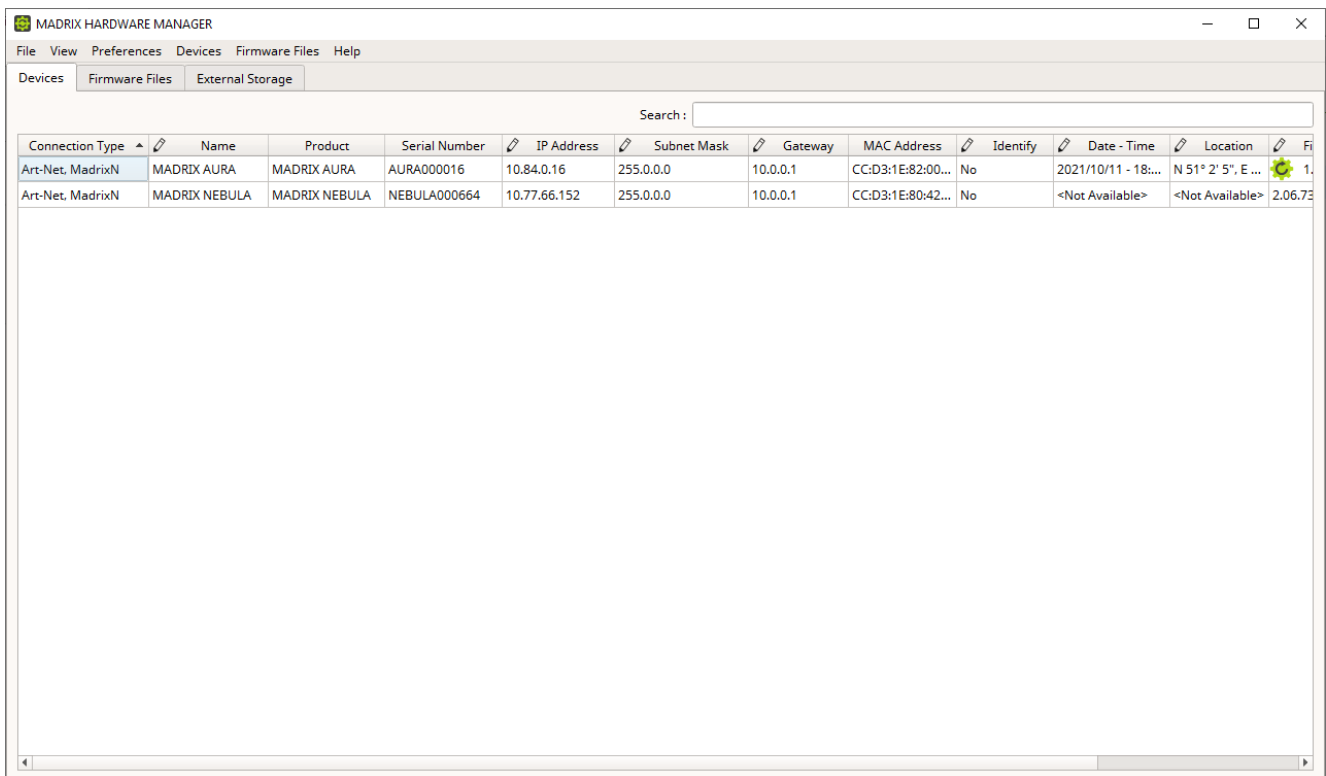 MADRIX HARDWARE MANAGER
File View Preferences Devices Firmware Files Help
Devices Firmware Files External Storage
Search :
Connection Type Name Product Serial Number IP Address Subnet Mask Gateway MAC Address Identify Date - Time Location Fi
Art-Net, MadrixN MADRIX AURA MADRIX AURA AURA000016 10.84.0.16 255.0.0.0 10.0.0.1 CC:D3:1E:82:00... No 2021/10/11 - 18:... N 51° 2' 5", E ... 1.
Art-Net, MadrixN MADRIX NEBULA MADRIX NEBULA NEBULA000664 10.77.66.152 255.0.0.0 10.0.0.1 CC:D3:1E:80:42... No <Not Available> <Not Available> 2.06.73